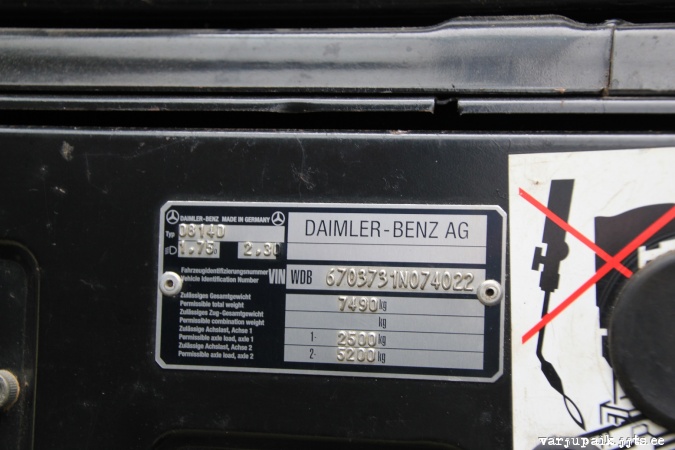 DAIMLER-BENZ MADE IN GERMANY
DAIMLER-BENZ AG
Typ 0814D
1.75% 2.30
Fahrzeugidentifizierungsnummer
Vehicle Identification Number
VIN WDB 6703731N074022
Zulässiges Gesamtgewicht
Permissible total weight
7490 kg
Zulässiges Zug-Gesamtgewicht
Permissible combination weight
kg
Zulässige Achslast, Achse 1
Permissible axle load, axle 1
1- 2500 kg
Zulässige Achslast, Achse 2
Permissible axle load, axle 2
2- 5200 kg
varjupaik.jjts.ee